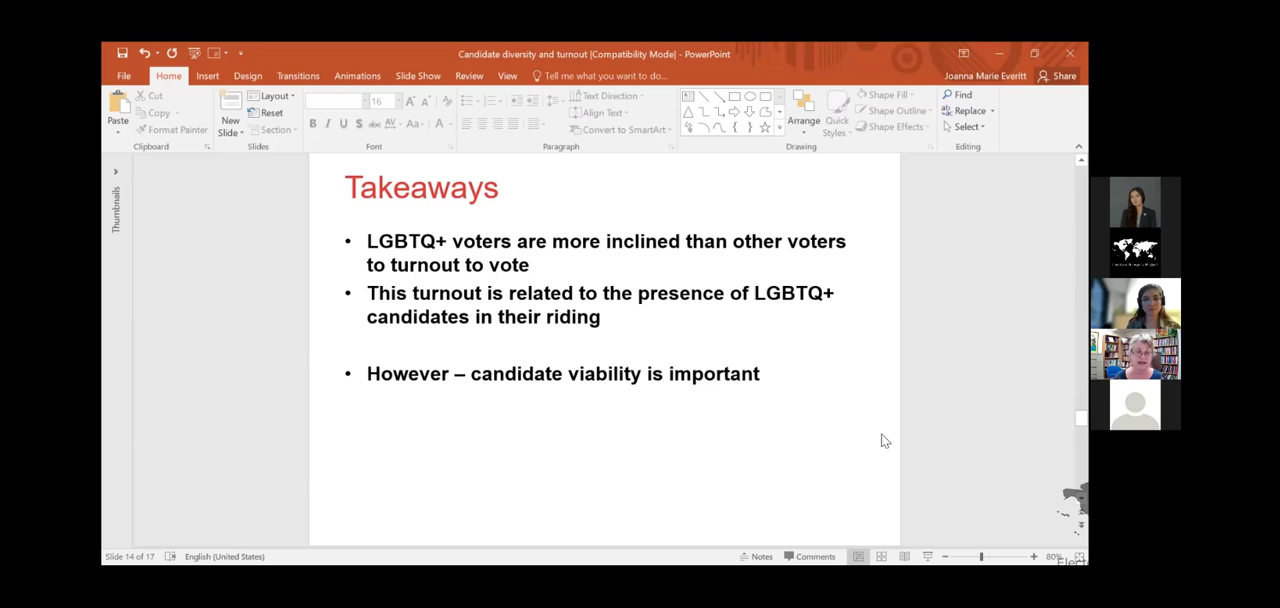 Candidate diversity and turnout [Compatibility Mode] - PowerPoint
File Home Insert Design Transitions Animations Slide Show Review View Tell me what you want to do... Joanna Marie Everitt Share
Paste
Cut
Copy
Format Painter
Clipboard
New
Slide
Layout
Reset
Section
Slides
16
B I U S abc AV Aa A
Font
Text Direction
Align Text
Convert to SmartArt
Paragraph
Arrange
Quick
Styles
Shape Fill
Shape Outline
Shape Effects
Drawing
Find
Replace
Select
Editing
Thumbnails
Takeaways
• LGBTQ+ voters are more inclined than other voters
to turnout to vote
• This turnout is related to the presence of LGBTQ+
candidates in their riding
• However – candidate viability is important
Slide 14 of 17 English (United States) Notes Comments 80%
Elect